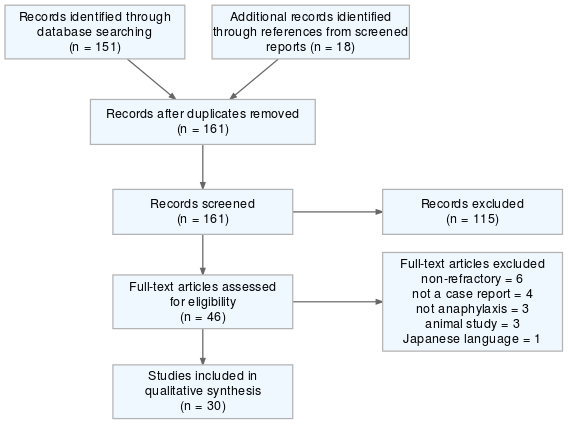 Records identified through
database searching
(n = 151)
Additional records idientified
through references from screened
reports (n = 18)
Records after duplicates removed
(n = 161)
Records screened
(n = 161)
Records excluded
(n = 115)
Full-text articles assessed
for eligibility
(n = 46)
Full-text articles excluded
non-refractory = 6
not a case report = 4
not anaphylaxis = 3
animal study = 3
Japanese language = 1
Studies included in
qualitative synthesis
(n = 30)